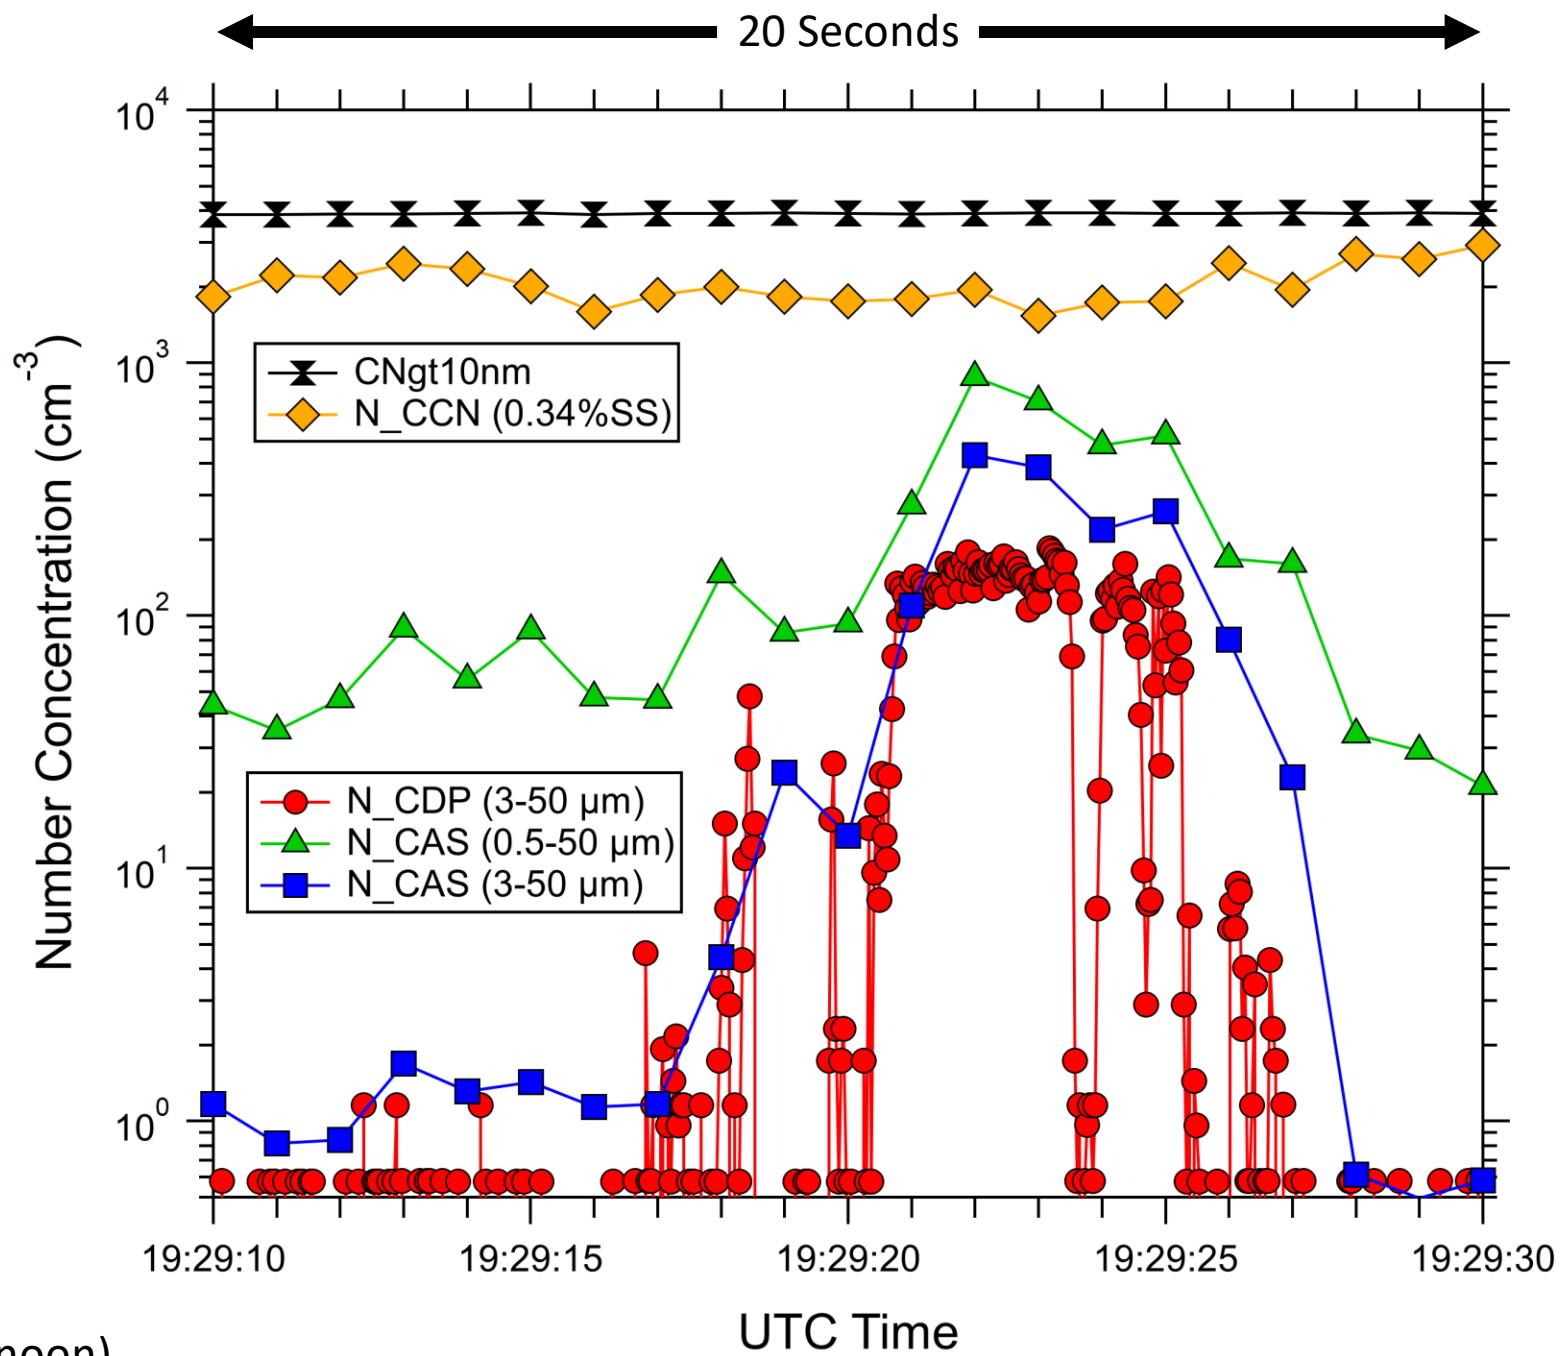 20 Seconds
10^4
10^3
10^2
10^1
10^0
Number Concentration (cm^-3)
CNgt10nm
N_CCN (0.34%SS)
N_CDP (3-50 µm)
N_CAS (0.5-50 µm)
N_CAS (3-50 µm)
19:29:10 19:29:15 19:29:20 19:29:25 19:29:30
UTC Time